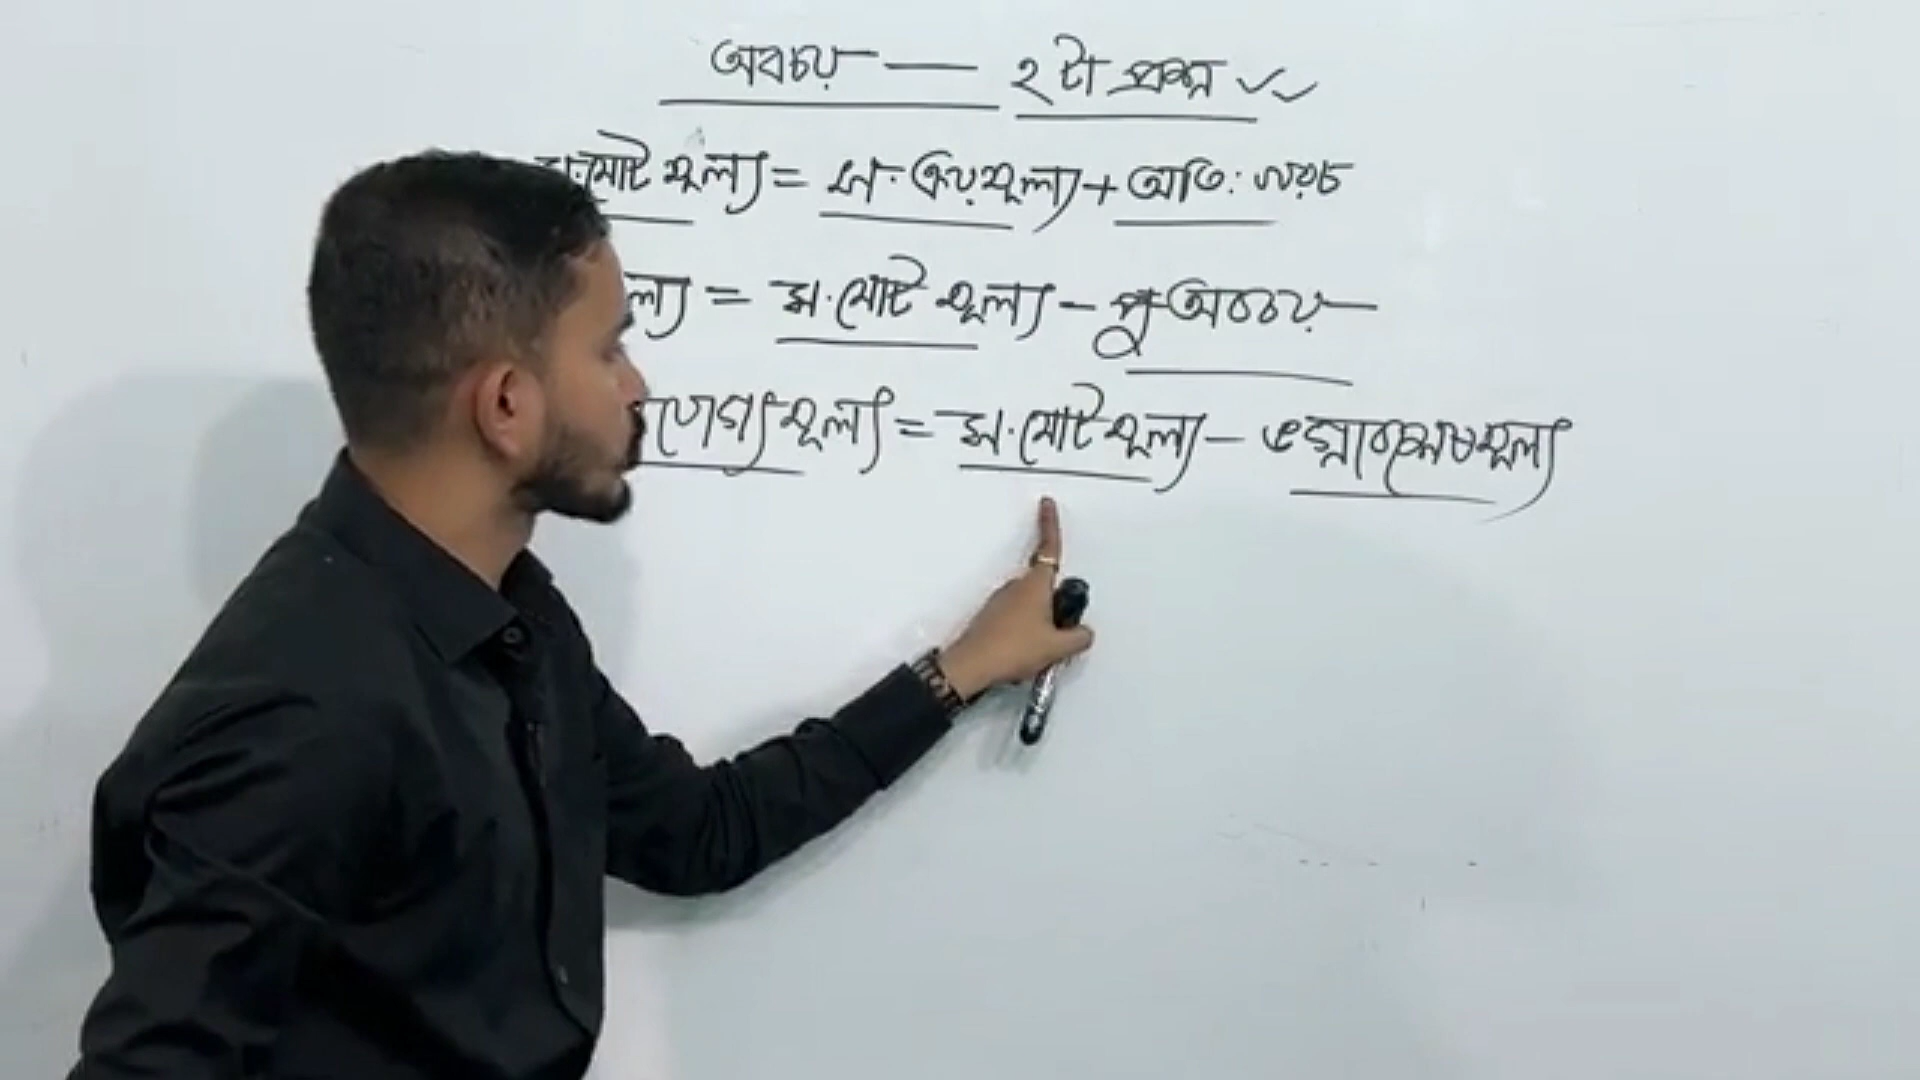 অবচয় — ২টা প্রশ্ন ✓✓
স. মোট মূল্য = স. ক্রয়মূল্য + অতি: খরচ
ল্য = স. মোট মূল্য - পু অবচয়
যোগ্য মূল্য = স. মোট মূল্য - ভগ্নাবশেষ মূল্য